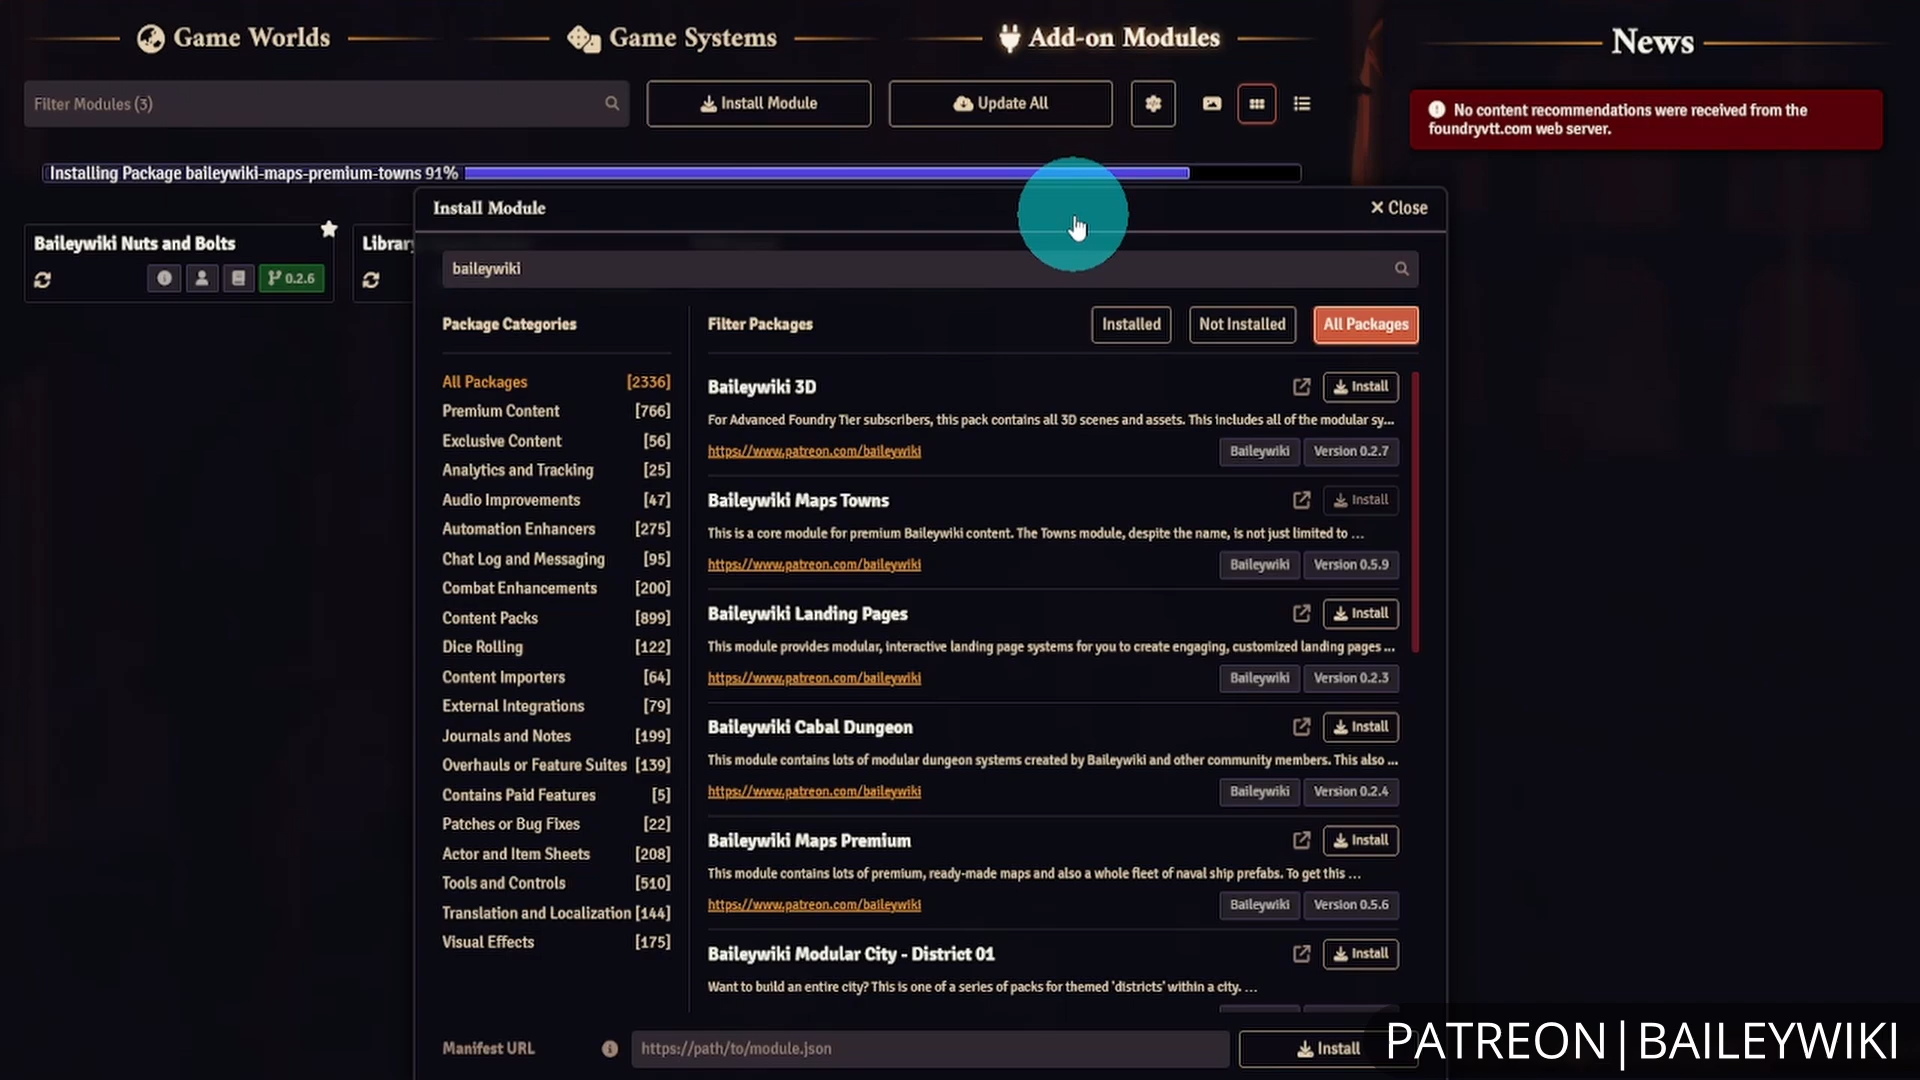 Game Worlds
Game Systems
Add-on Modules
News
Filter Modules (3)
Install Module
Update All
No content recommendations were received from the
foundryvtt.com web server.
Installing Package baileywiki-maps-premium-towns 91%
Install Module
Close
Baileywiki Nuts and Bolts
0.2.6
baileywiki
Package Categories
All Packages [2336]
Premium Content [766]
Exclusive Content [56]
Analytics and Tracking [25]
Audio Improvements [47]
Automation Enhancers [275]
Chat Log and Messaging [95]
Combat Enhancements [200]
Content Packs [899]
Dice Rolling [122]
Content Importers [64]
External Integrations [79]
Journals and Notes [199]
Overhauls or Feature Suites [139]
Contains Paid Features [5]
Patches or Bug Fixes [22]
Actor and Item Sheets [208]
Tools and Controls [510]
Translation and Localization [144]
Visual Effects [175]
Filter Packages
Installed
Not Installed
All Packages
Baileywiki 3D
Install
For Advanced Foundry Tier subscribers, this pack contains all 3D scenes and assets. This includes all of the modular sy...
https://www.patreon.com/baileywiki
Baileywiki
Version 0.2.7
Baileywiki Maps Towns
Install
This is a core module for premium Baileywiki content. The Towns module, despite the name, is not just limited to ...
https://www.patreon.com/baileywiki
Baileywiki
Version 0.5.9
Baileywiki Landing Pages
Install
This module provides modular, interactive landing page systems for you to create engaging, customized landing pages ...
https://www.patreon.com/baileywiki
Baileywiki
Version 0.2.3
Baileywiki Cabal Dungeon
Install
This module contains lots of modular dungeon systems created by Baileywiki and other community members. This also ...
https://www.patreon.com/baileywiki
Baileywiki
Version 0.2.4
Baileywiki Maps Premium
Install
This module contains lots of premium, ready-made maps and also a whole fleet of naval ship prefabs. To get this ...
https://www.patreon.com/baileywiki
Baileywiki
Version 0.5.6
Baileywiki Modular City - District 01
Install
Want to build an entire city? This is one of a series of packs for themed 'districts' within a city. ...
Manifest URL
https://path/to/module.json
Install
PATREON|BAILEYWIKI